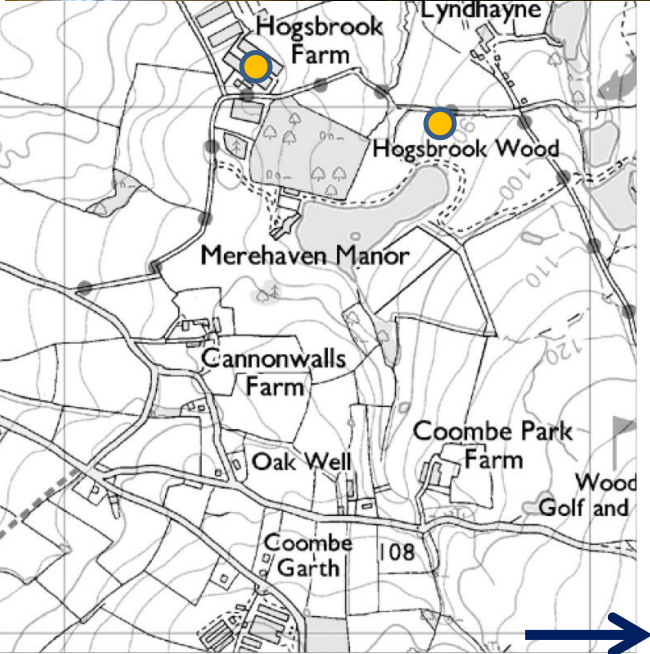 Hogsbrook
Farm
Lyndhayne
90
Hogsbrook Wood
100
Merehaven Manor
110
120
Cannonwalls
Farm
Coombe Park
Farm
Oak Well
Wood
Golf and
Coombe
Garth
108